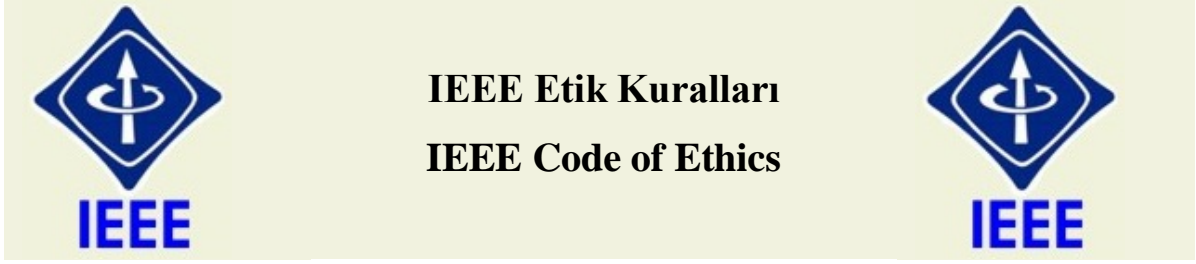 IEEE Etik Kuralları
IEEE Code of Ethics
IEEE
IEEE